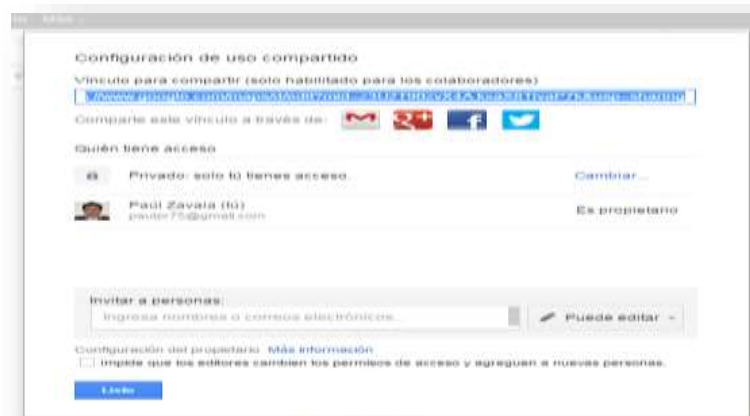 Configuración de uso compartido
Vínculo para compartir (solo habilitado para los colaboradores)
Comparte este vínculo a través de:
Quién tiene acceso
Privado: solo tú tienes acceso.
Cambiar...
Paúl Zavala (tú)
Es propietario
Invitar a personas:
Ingresa nombres o correos electrónicos...
Puede editar
Configuración del propietario Más información
Impide que los editores cambien los permisos de acceso y agreguen a nuevas personas.
Listo